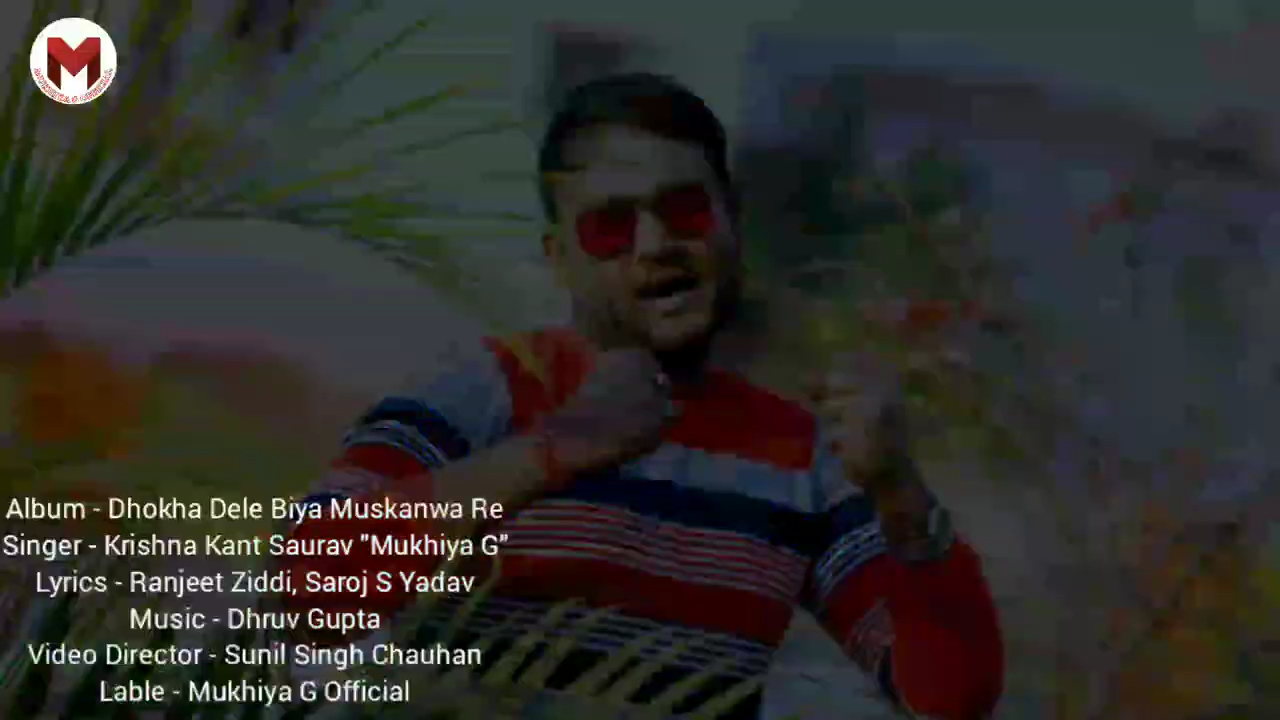 M
Album - Dhokha Dele Biya Muskanwa Re
Singer - Krishna Kant Saurav "Mukhiya G"
Lyrics - Ranjeet Ziddi, Saroj S Yadav
Music - Dhruv Gupta
Video Director - Sunil Singh Chauhan
Lable - Mukhiya G Official